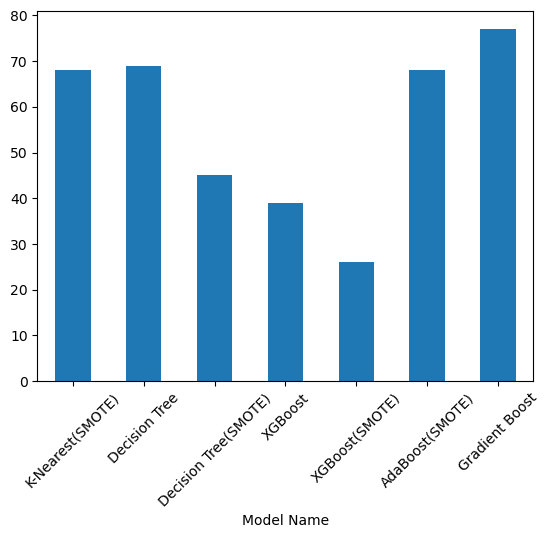 80
70
60
50
40
30
20
10
0
K-Nearest(SMOTE)
Decision Tree
Decision Tree(SMOTE)
XGBoost
XGBoost(SMOTE)
AdaBoost(SMOTE)
Gradient Boost
Model Name